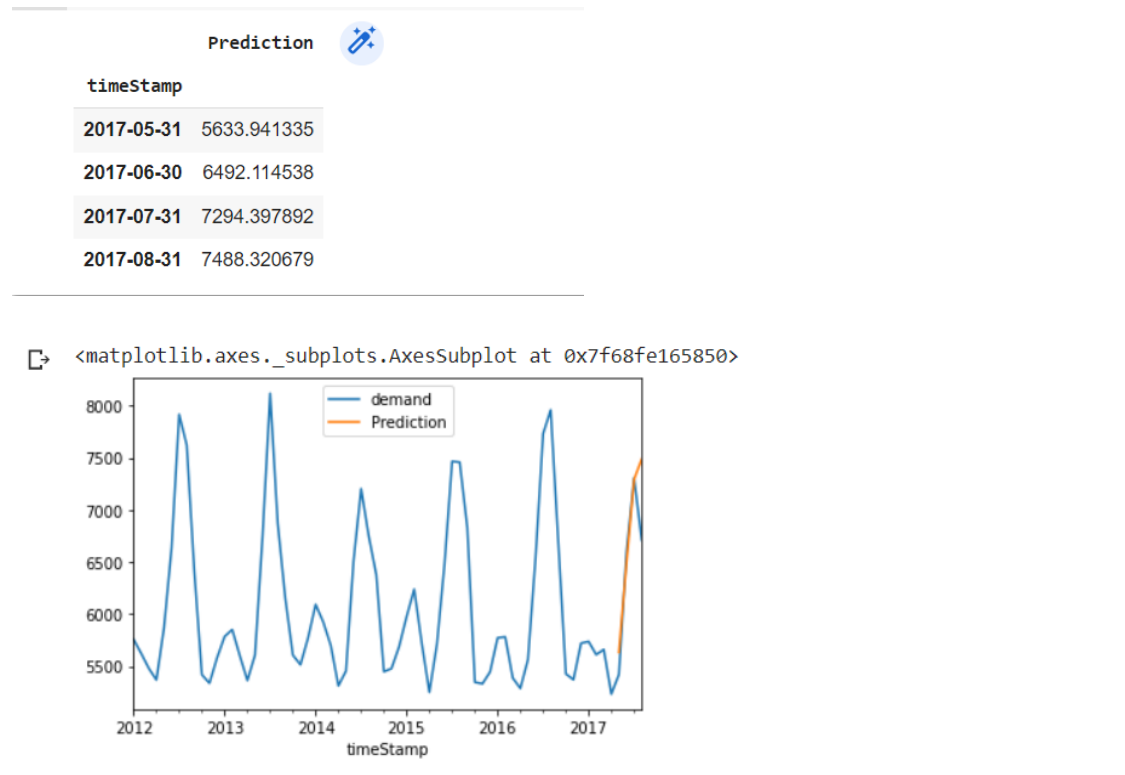 Prediction
timeStamp
2017-05-31 5633.941335
2017-06-30 6492.114538
2017-07-31 7294.397892
2017-08-31 7488.320679
<matplotlib.axes._subplots.AxesSubplot at 0x7f68fe165850>
demand
Prediction
8000
7500
7000
6500
6000
5500
2012 2013 2014 2015 2016 2017
timeStamp